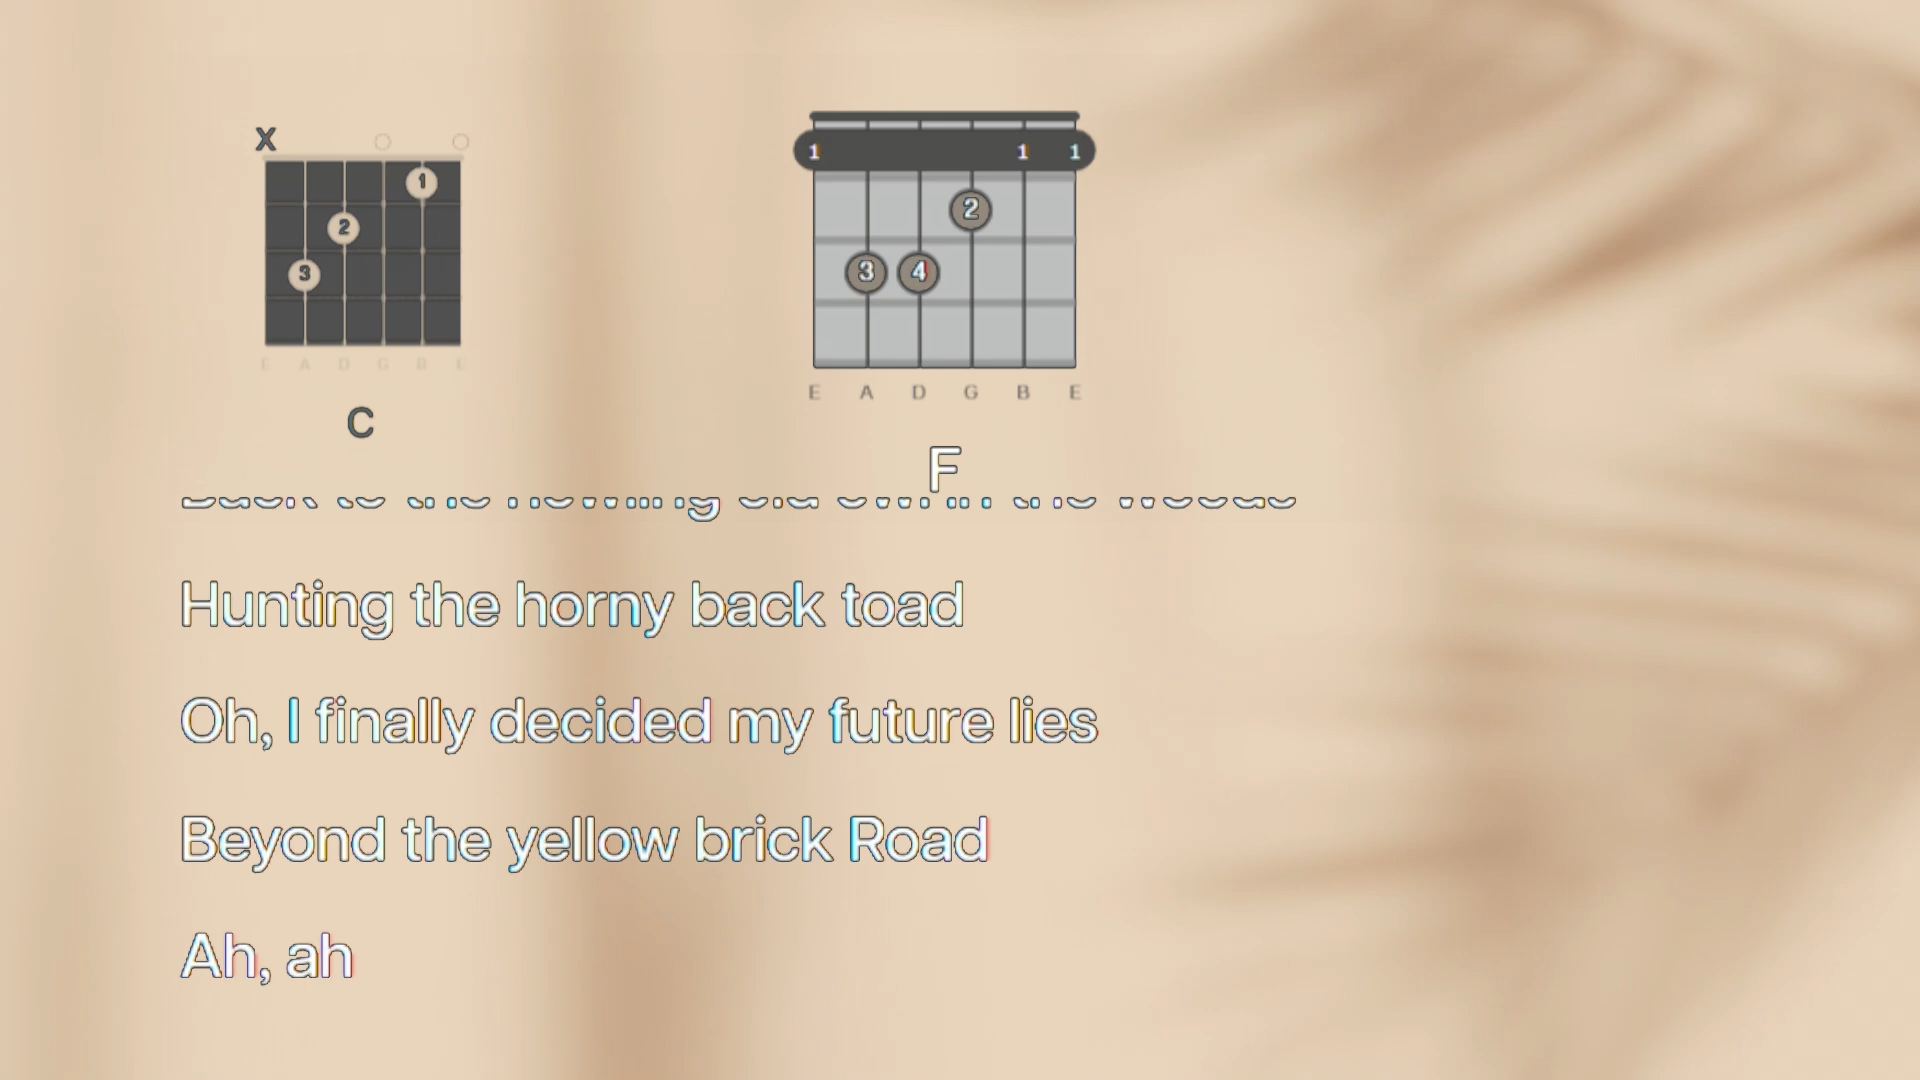 X
1
2
3
E A D G B E
C
1 1 1
2
3 4
E A D G B E
F
Hunting the horny back toad
Oh, I finally decided my future lies
Beyond the yellow brick Road
Ah, ah